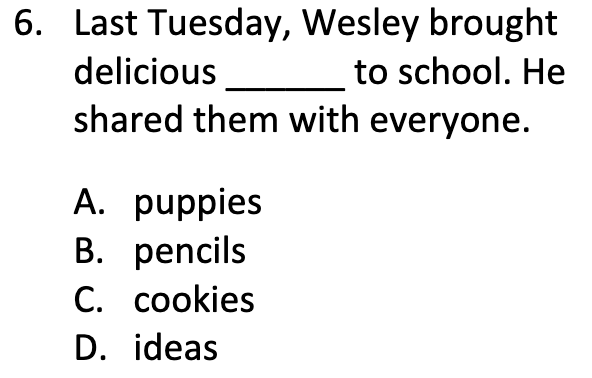 6. Last Tuesday, Wesley brought
delicious ______ to school. He
shared them with everyone.
A. puppies
B. pencils
C. cookies
D. ideas